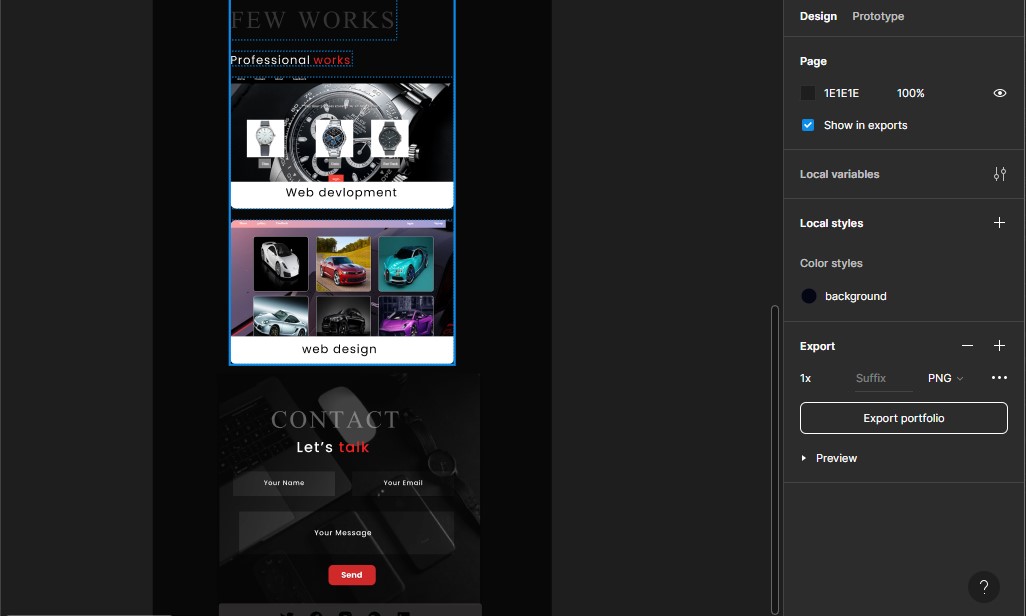 FEW WORKS
Professional works
Web devlopment
web design
CONTACT
Let's talk
Your Name
Your Email
Your Message
Send
Design
Prototype
Page
1E1E1E
100%
Show in exports
Local variables
Local styles
Color styles
background
Export
1x
Suffix
PNG
Export portfolio
Preview
?